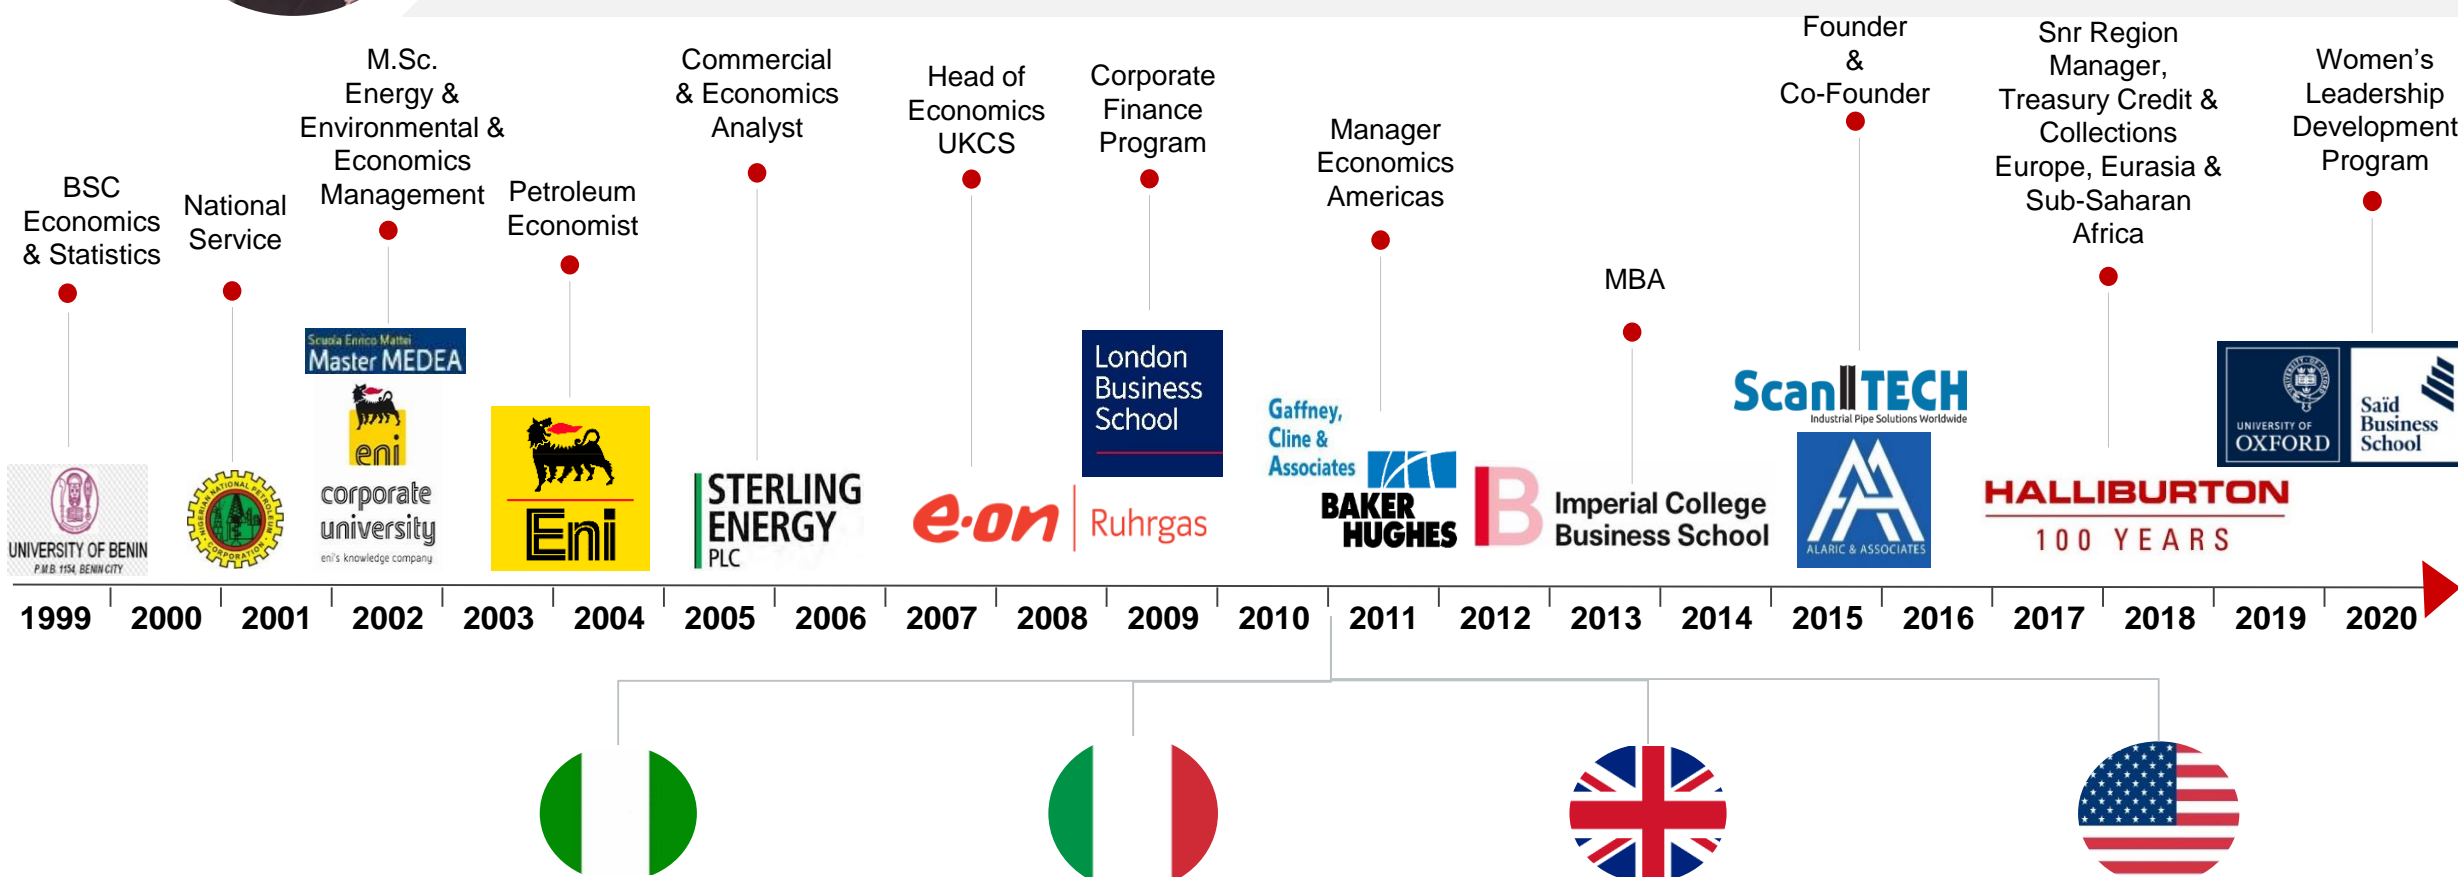 BSC
Economics
& Statistics
National
Service
M.Sc.
Energy &
Environmental &
Economics
Management
Petroleum
Economist
Commercial
& Economics
Analyst
Head of
Economics
UKCS
Corporate
Finance
Program
Manager
Economics
Americas
MBA
Founder
&
Co-Founder
Snr Region
Manager,
Treasury Credit &
Collections
Europe, Eurasia &
Sub-Saharan
Africa
Women's
Leadership
Development
Program
UNIVERSITY OF BENIN
P.M.B. 1154, BENIN CITY
NIGERIAN NATIONAL PETROLEUM
CORPORATION
Scuola Enrico Mattei
Master MEDEA
eni
corporate
university
eni's knowledge company
Eni
STERLING
ENERGY
PLC
e·on
Ruhrgas
London
Business
School
Gaffney,
Cline &
Associates
BAKER
HUGHES
IB
Imperial College
Business School
ScanTECH
Industrial Pipe Solutions Worldwide
AA
ALARIC & ASSOCIATES
HALLIBURTON
100 YEARS
UNIVERSITY OF
OXFORD
Saïd
Business
School
1999 2000 2001 2002 2003 2004 2005 2006 2007 2008 2009 2010 2011 2012 2013 2014 2015 2016 2017 2018 2019 2020